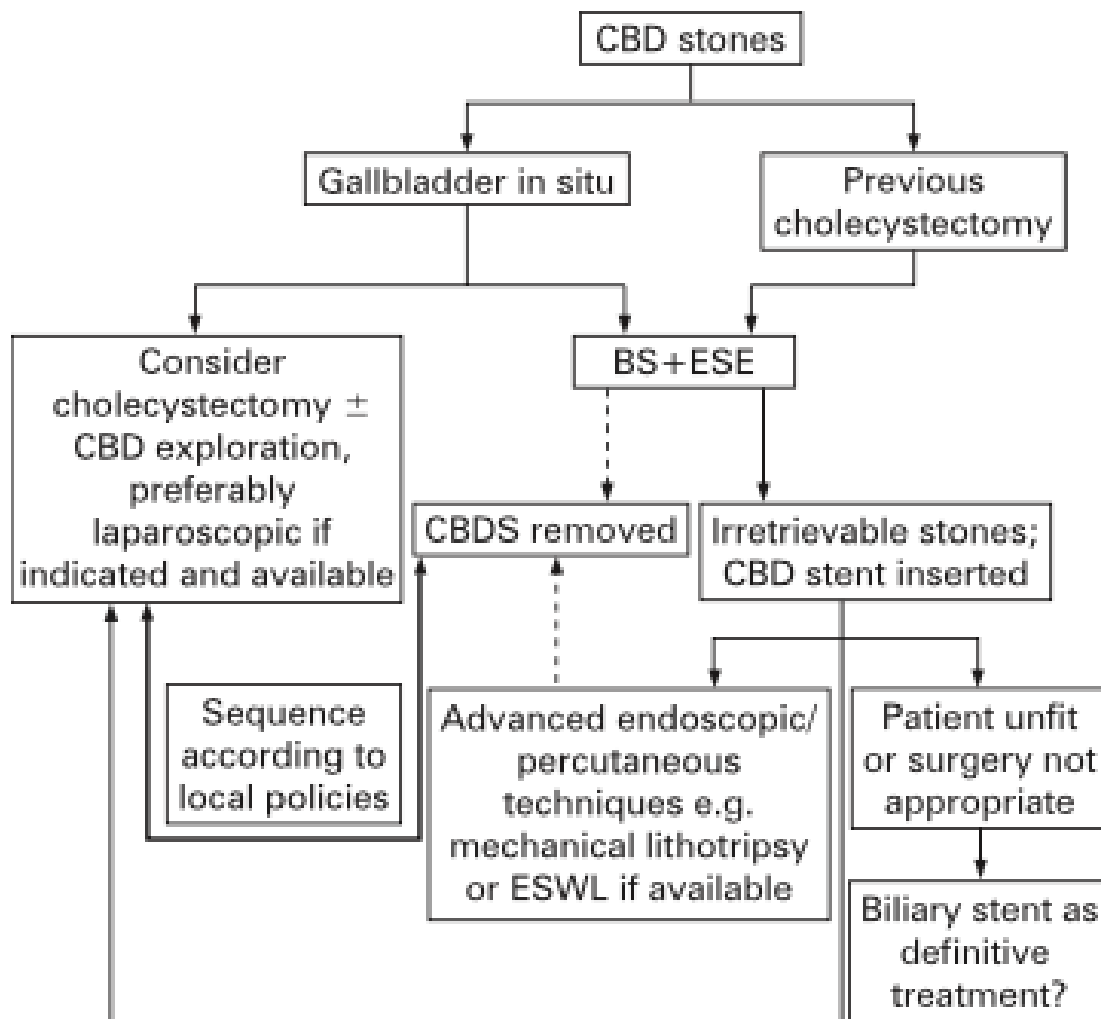 CBD stones
Gallbladder in situ
Previous
cholecystectomy
Consider
cholecystectomy ±
CBD exploration,
preferably
laparoscopic if
indicated and available
BS+ESE
CBDS removed
Irretrievable stones;
CBD stent inserted
Sequence
according to
local policies
Advanced endoscopic/
percutaneous
techniques e.g.
mechanical lithotripsy
or ESWL if available
Patient unfit
or surgery not
appropriate
Biliary stent as
definitive
treatment?